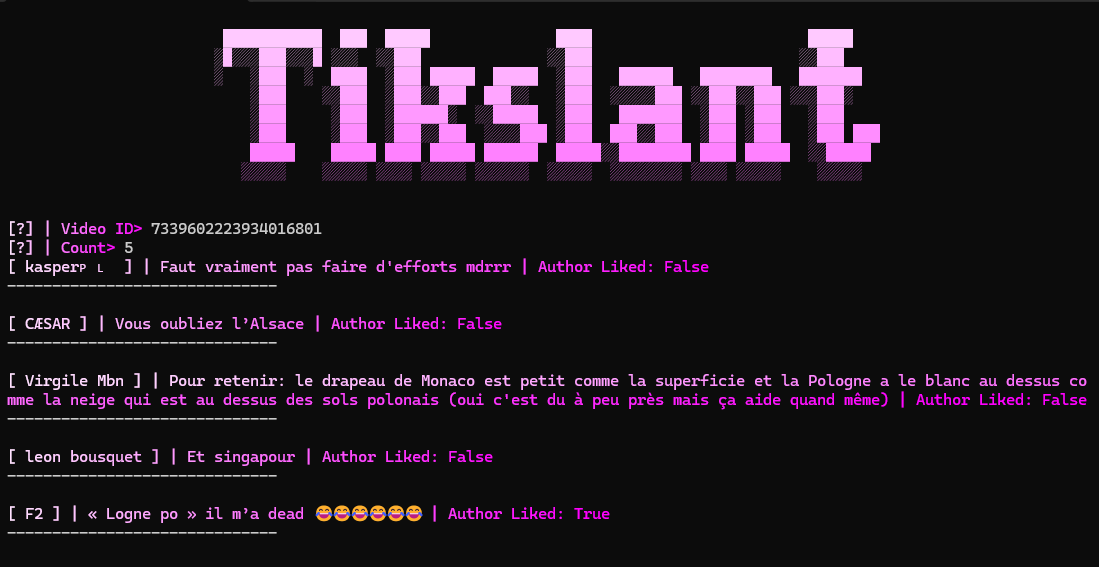 Tikslant
[?] | Video ID> 7339602223934016801
[?] | Count> 5
[ kasperᴘ ʟ ] | Faut vraiment pas faire d'efforts mdrrr | Author Liked: False
------------------------------
[ CÆSAR ] | Vous oubliez l’Alsace | Author Liked: False
------------------------------
[ Virgile Mbn ] | Pour retenir: le drapeau de Monaco est petit comme la superficie et la Pologne a le blanc au dessus co
mme la neige qui est au dessus des sols polonais (oui c'est du à peu près mais ça aide quand même) | Author Liked: False
------------------------------
[ leon bousquet ] | Et singapour | Author Liked: False
------------------------------
[ F2 ] | « Logne po » il m’a dead 😂😂😂😂😂😂 | Author Liked: True
------------------------------